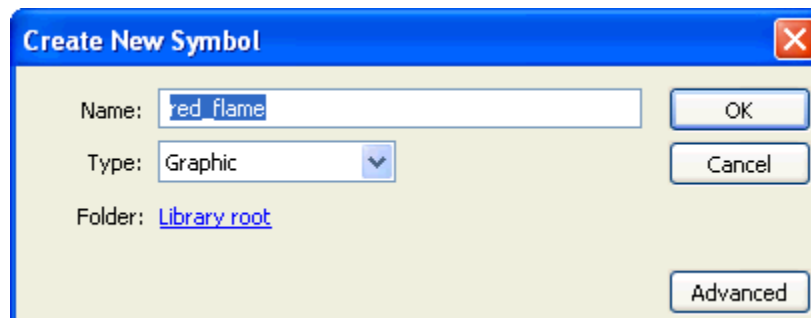 Create New Symbol
Name: red_flame
OK
Type: Graphic
Cancel
Folder: Library root
Advanced